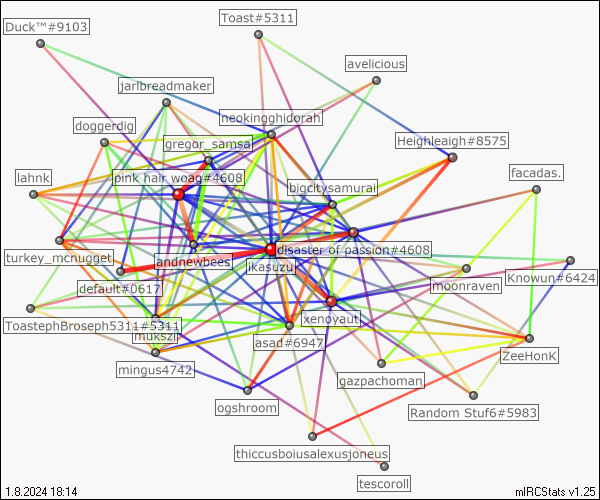 Toast#5311
Duck™#9103
avelicious
jarlbreadmaker
neokingghidorah
doggerdig
Heighleaigh#8575
gregor_samsa
facadas.
lahnk
pink hair woag#4608
bigcitysamurai
turkey_mcnugget
andnewbees
disaster of passion#4608
jikasuzu
Knowun#6424
moonraven
default#0617
ToastephBroseph5311#5311
xenoyaut
mukszi
asad#6947
ZeeHonK
mingus4742
gazpachoman
ogshroom
Random Stuf6#5983
thiccusboiusalexusjoneus
tescoroll
1.8.2024 18:14
mIRCStats v1.25